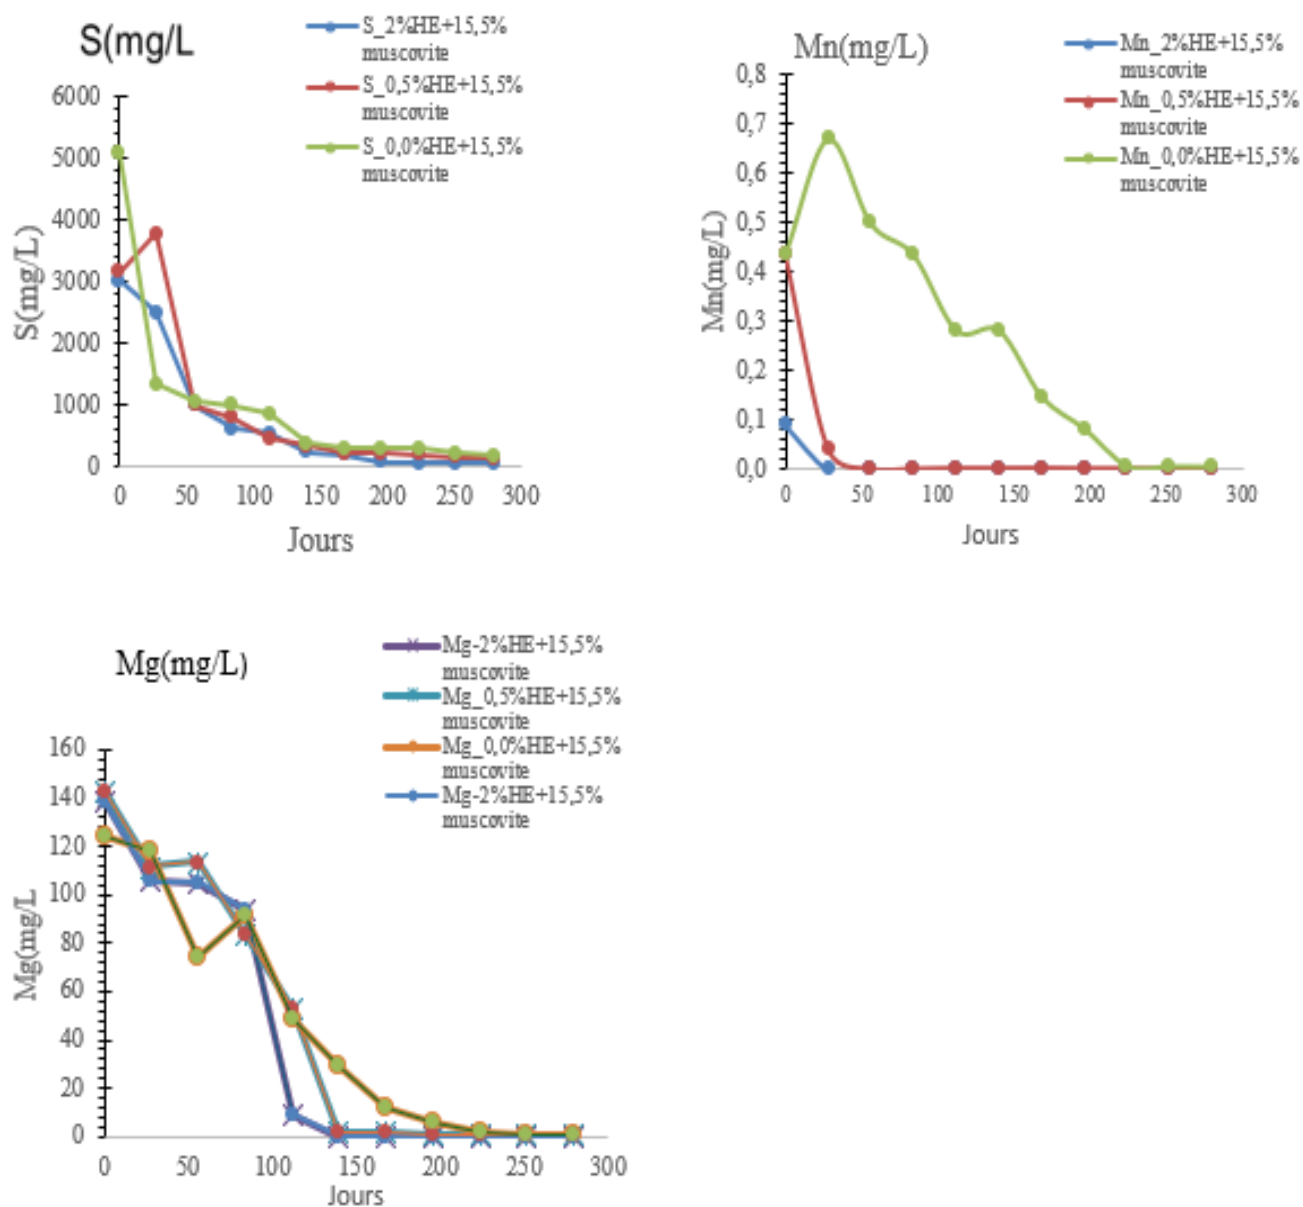 S(mg/L
S_2%HE+15,5%
muscovite
S_0,5%HE+15,5%
muscovite
S_0,0%HE+15,5%
muscovite
6000
5000
4000
3000
2000
1000
0
S(mg/L)
0 50 100 150 200 250 300
Jours
Mn(mg/L)
Mn_2%HE+15,5%
muscovite
Mn_0,5%HE+15,5%
muscovite
Mn_0,0%HE+15,5%
muscovite
0,8
0,7
0,6
0,5
0,4
0,3
0,2
0,1
0,0
Mn(mg/L)
0 50 100 150 200 250 300
Jours
Mg(mg/L)
Mg-2%HE+15,5%
muscovite
Mg_0,5%HE+15,5%
muscovite
Mg_0,0%HE+15,5%
muscovite
Mg-2%HE+15,5%
muscovite
160
140
120
100
80
60
40
20
0
Mg(mg/L
0 50 100 150 200 250 300
Jours